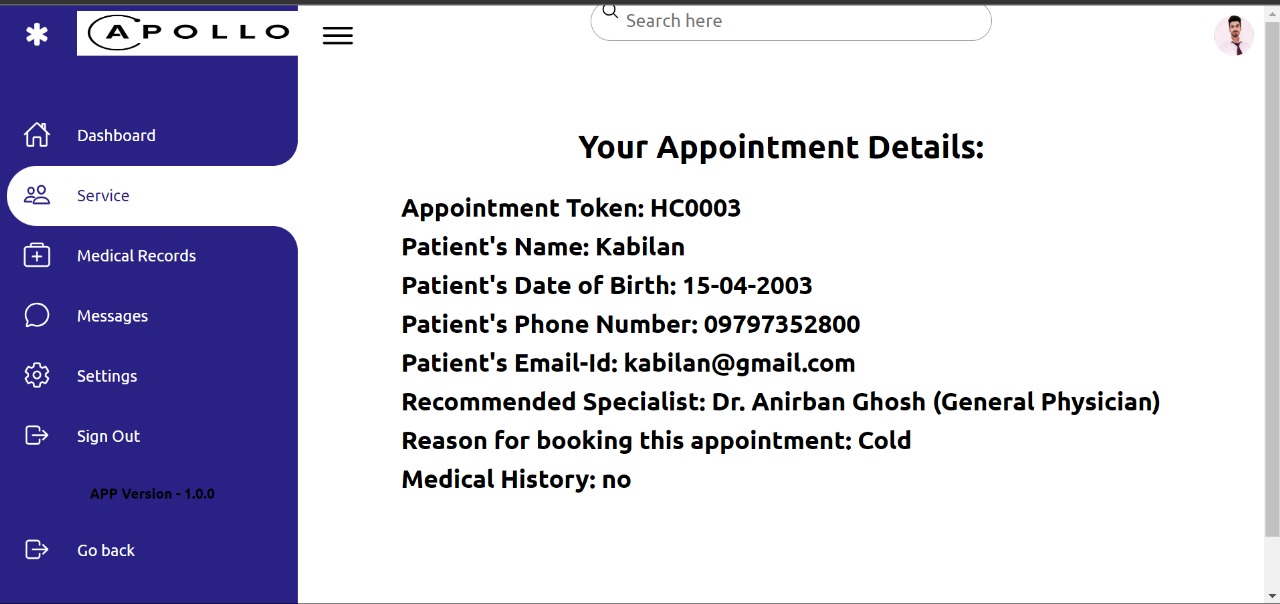 APOLLO
Search here
Dashboard
Service
Medical Records
Messages
Settings
Sign Out
APP Version - 1.0.0
Go back
Your Appointment Details:
Appointment Token: HC0003
Patient's Name: Kabilan
Patient's Date of Birth: 15-04-2003
Patient's Phone Number: 09797352800
Patient's Email-Id: kabilan@gmail.com
Recommended Specialist: Dr. Anirban Ghosh (General Physician)
Reason for booking this appointment: Cold
Medical History: no